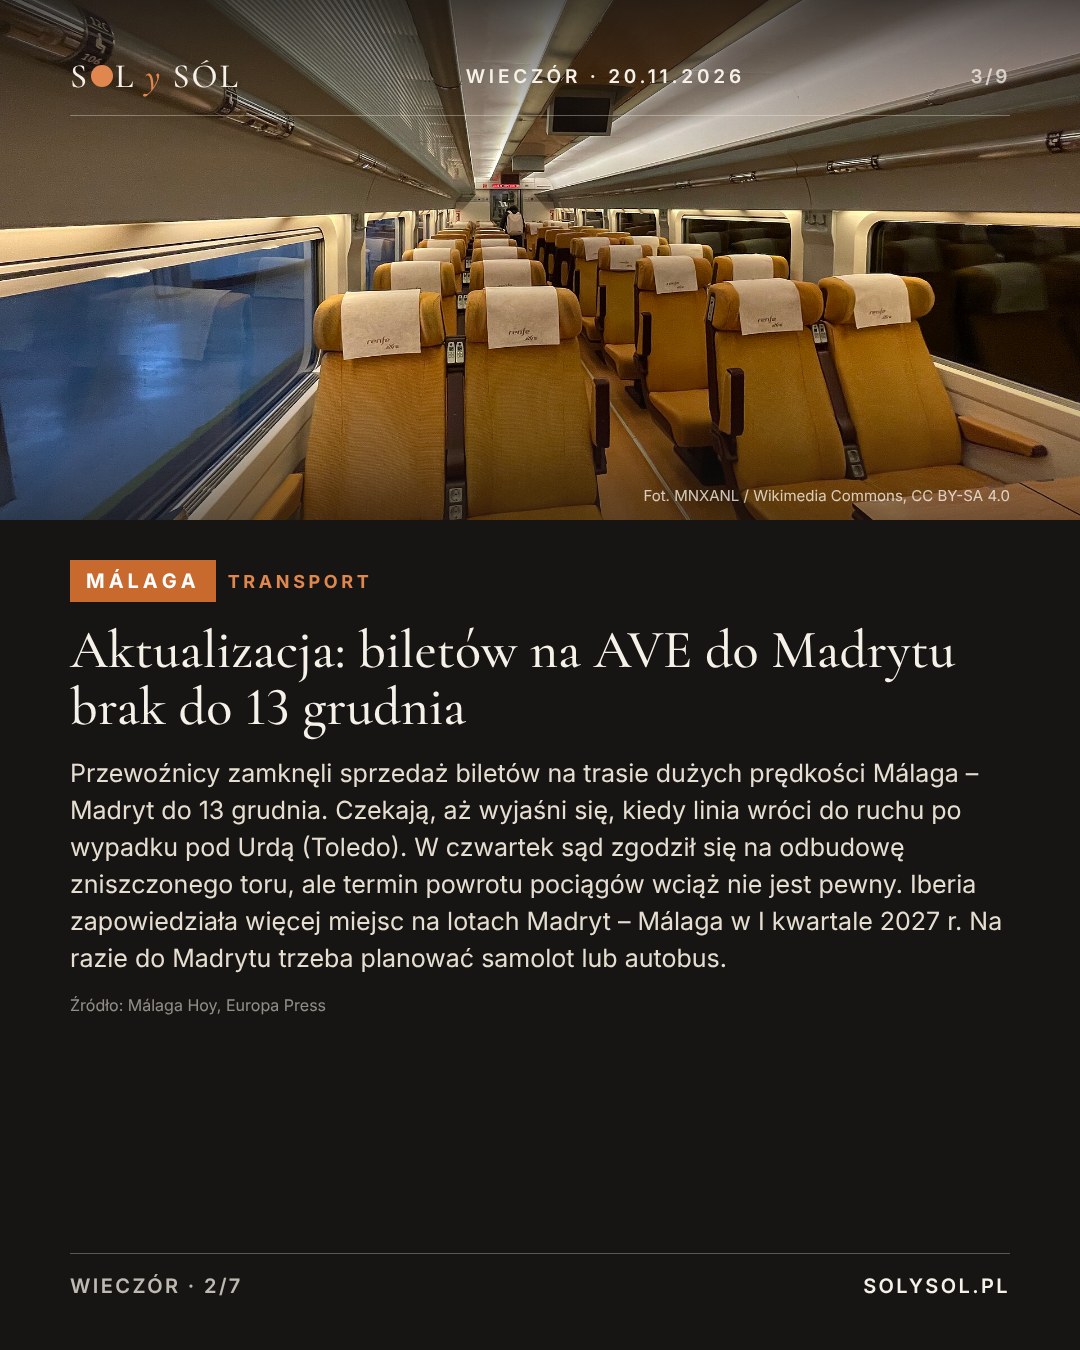 SOL y SÓL
WIECZÓR · 20.11.2026
3/9
renfe
renfe
renfe
renfe
Fot. MNXANL / Wikimedia Commons, CC BY-SA 4.0
MÁLAGA TRANSPORT
Aktualizacja: biletów na AVE do Madrytu
brak do 13 grudnia
Przewoźnicy zamknęli sprzedaż biletów na trasie dużych prędkości Málaga –
Madryt do 13 grudnia. Czekają, aż wyjaśni się, kiedy linia wróci do ruchu po
wypadku pod Urdą (Toledo). W czwartek sąd zgodził się na odbudowę
zniszczonego toru, ale termin powrotu pociągów wciąż nie jest pewny. Iberia
zapowiedziała więcej miejsc na lotach Madryt – Málaga w I kwartale 2027 r. Na
razie do Madrytu trzeba planować samolot lub autobus.
Źródło: Málaga Hoy, Europa Press
WIECZÓR · 2/7
SOLYSOL.PL